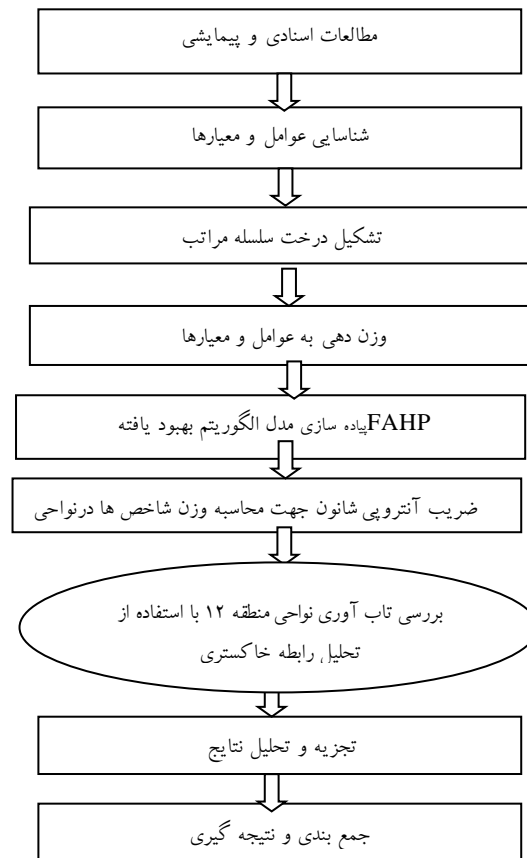 مطالعات اسنادی و پیمایشی
شناسایی عوامل و معیارها
تشکیل درخت سلسله مراتب
وزن دهی به عوامل و معیارها
پیاده سازی مدل الگوریتم بهبود یافته FAHP
ضریب آنتروپی شانون جهت محاسبه وزن شاخص ها درنواحی
بررسی تاب آوری نواحی منطقه ۱۲ با استفاده از
تحلیل رابطه خاکستری
تجزیه و تحلیل نتایج
جمع بندی و نتیجه گیری